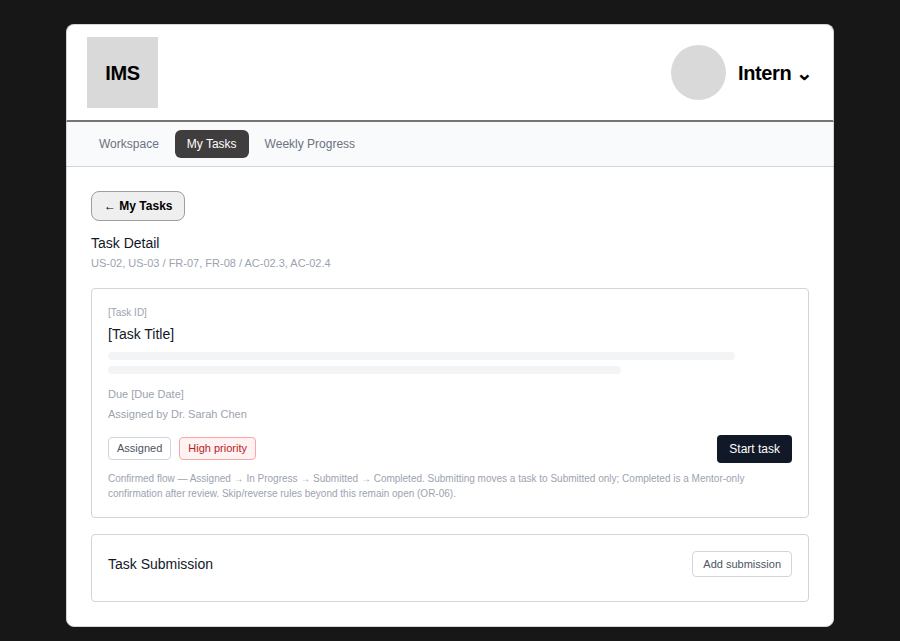 IMS
Intern
Workspace
My Tasks
Weekly Progress
← My Tasks
Task Detail
US-02, US-03 / FR-07, FR-08 / AC-02.3, AC-02.4
[Task ID]
[Task Title]
Due [Due Date]
Assigned by Dr. Sarah Chen
Assigned
High priority
Start task
Confirmed flow — Assigned → In Progress → Submitted → Completed. Submitting moves a task to Submitted only; Completed is a Mentor-only
confirmation after review. Skip/reverse rules beyond this remain open (OR-06).
Task Submission
Add submission